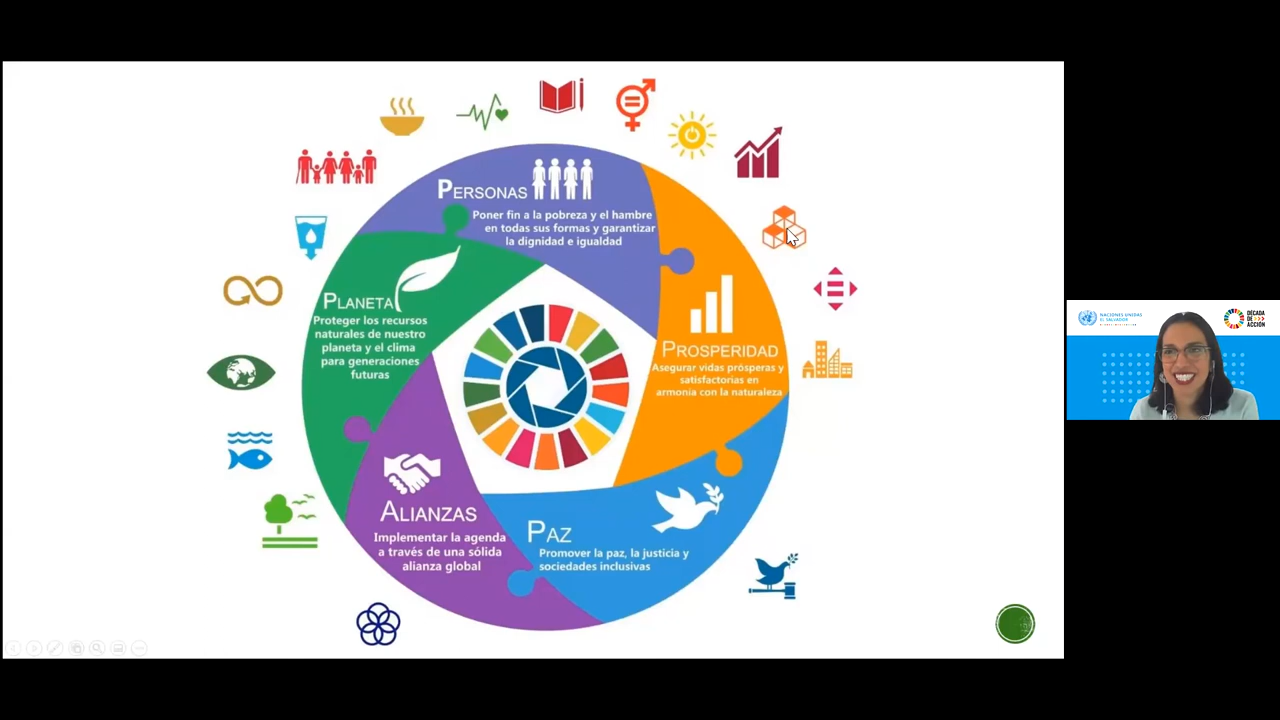 PERSONAS
Poner fin a la pobreza y el hambre
en todas sus formas y garantizar
la dignidad e igualdad
PLANETA
Proteger los recursos
naturales de nuestro
planeta y el clima
para generaciones
futuras
PROSPERIDAD
Asegurar vidas prósperas y
satisfactorias en
armonía con la naturaleza
ALIANZAS
Implementar la agenda
a través de una sólida
alianza global
PAZ
Promover la paz, la justicia y
sociedades inclusivas
NACIONES UNIDAS
EL SALVADOR
DÉCADA
DE
ACCIÓN